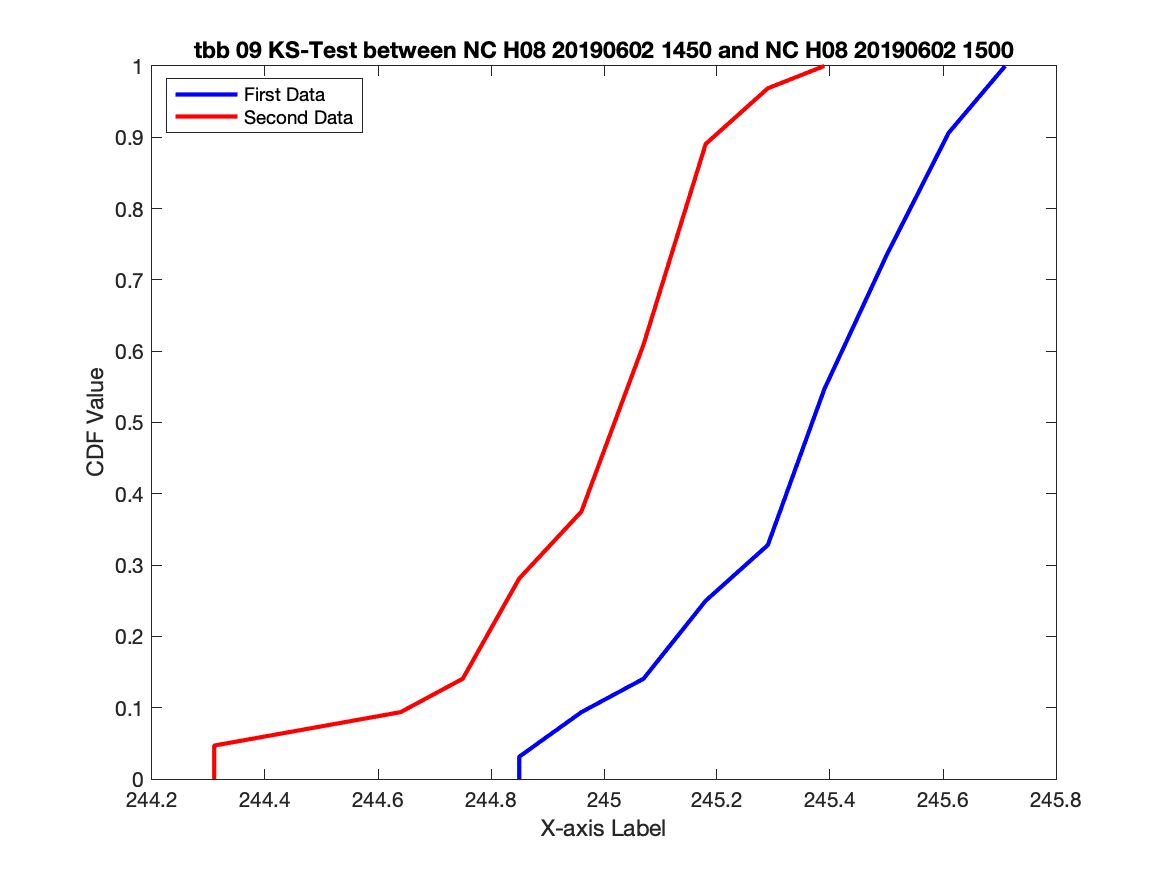 tbb 09 KS-Test between NC H08 20190602 1450 and NC H08 20190602 1500
First Data
Second Data
CDF Value
1
0.9
0.8
0.7
0.6
0.5
0.4
0.3
0.2
0.1
0
244.2 244.4 244.6 244.8 245 245.2 245.4 245.6 245.8
X-axis Label